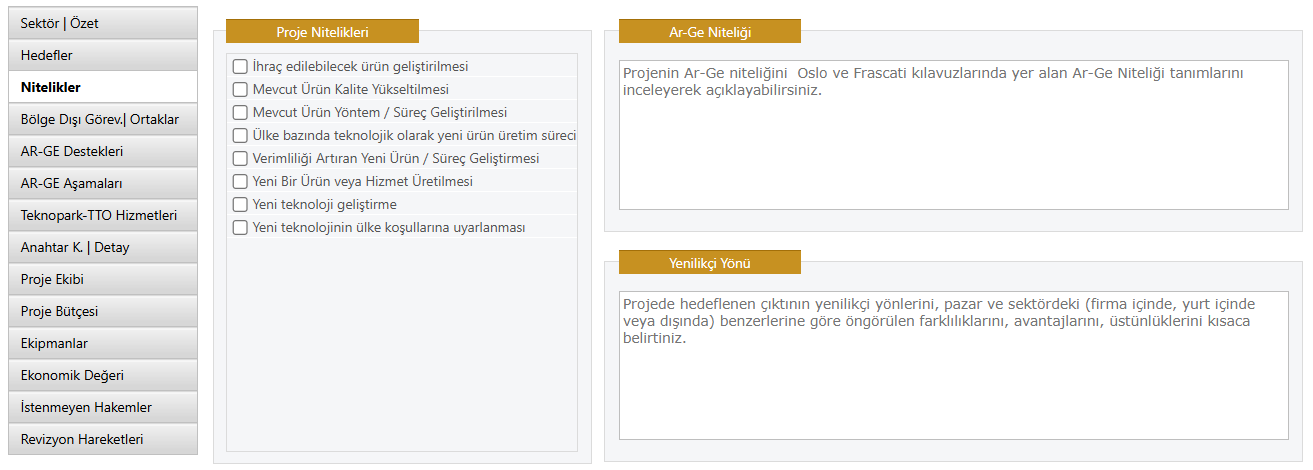 Sektör | Özet
Hedefler
Nitelikler
Bölge Dışı Görev.| Ortaklar
AR-GE Destekleri
AR-GE Aşamaları
Teknopark-TTO Hizmetleri
Anahtar K. | Detay
Proje Ekibi
Proje Bütçesi
Ekipmanlar
Ekonomik Değeri
İstenmeyen Hakemler
Revizyon Hareketleri
Proje Nitelikleri
İhraç edilebilecek ürün geliştirilmesi
Mevcut Ürün Kalite Yükseltilmesi
Mevcut Ürün Yöntem / Süreç Geliştirilmesi
Ülke bazında teknolojik olarak yeni ürün üretim süreci
Verimliliği Artıran Yeni Ürün / Süreç Geliştirmesi
Yeni Bir Ürün veya Hizmet Üretilmesi
Yeni teknoloji geliştirme
Yeni teknolojinin ülke koşullarına uyarlanması
Ar-Ge Niteliği
Projenin Ar-Ge niteliğini  Oslo ve Frascati kılavuzlarında yer alan Ar-Ge Niteliği tanımlarını
inceleyerek açıklayabilirsiniz.
Yenilikçi Yönü
Projede hedeflenen çıktının yenilikçi yönlerini, pazar ve sektördeki (firma içinde, yurt içinde
veya dışında) benzerlerine göre öngörülen farklılıklarını, avantajlarını, üstünlüklerini kısaca
belirtiniz.